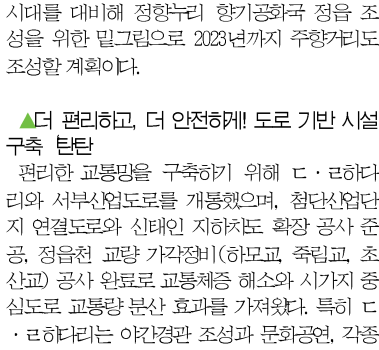 시대를 대비해 정향누리 향기공화국 정읍 조
성을 위한 밑그림으로 2023년까지 주향거리도
조성할 계획이다.
▲더 편리하고, 더 안전하게! 도로 기반 시설
구축 '탄탄'
편리한 교통망을 구축하기 위해 ㄷ·ㄹ하다
리와 서부산업도로를 개통했으며, 첨단산업단
지 연결도로와 신태인 지하차도 확장 공사 준
공, 정읍천 교량 가각정비(하모교, 죽림교, 초
산교) 공사 완료로 교통체증 해소와 시가지 중
심도로 교통량 분산 효과를 가져왔다. 특히 ㄷ
·ㄹ하다리는 야간경관 조성과 문화공연, 각종